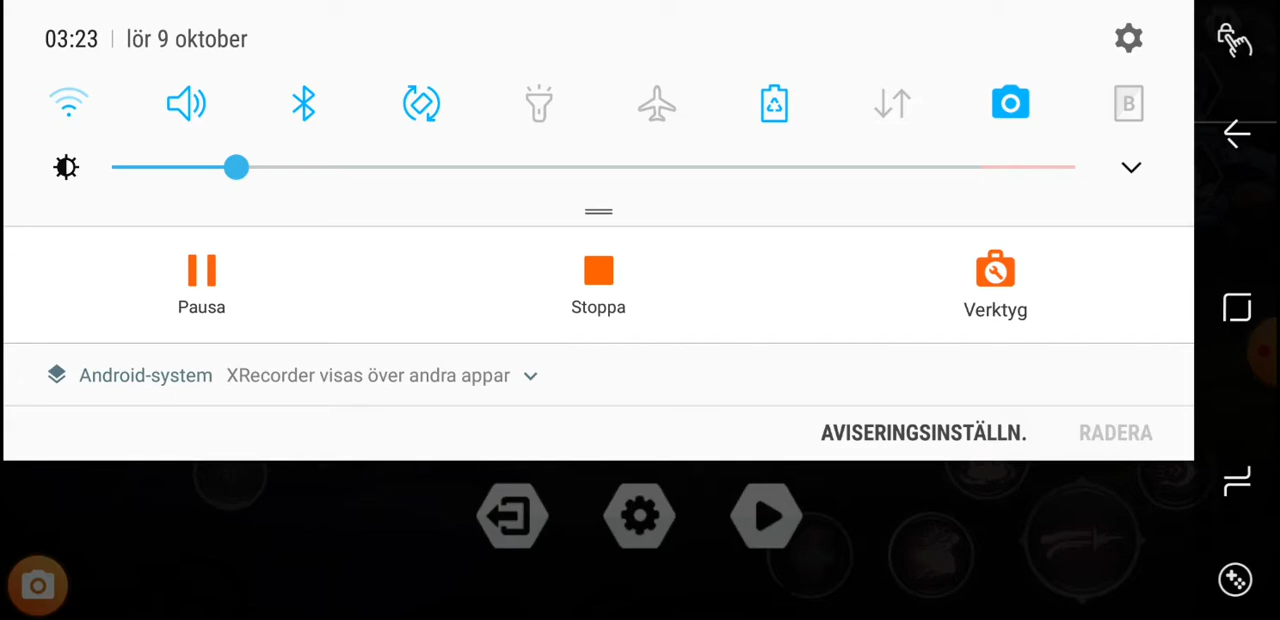 03:23 | lör 9 oktober
B
Pausa
Stoppa
Verktyg
Android-system XRecorder visas över andra appar
AVISERINGSINSTÄLLN. RADERA